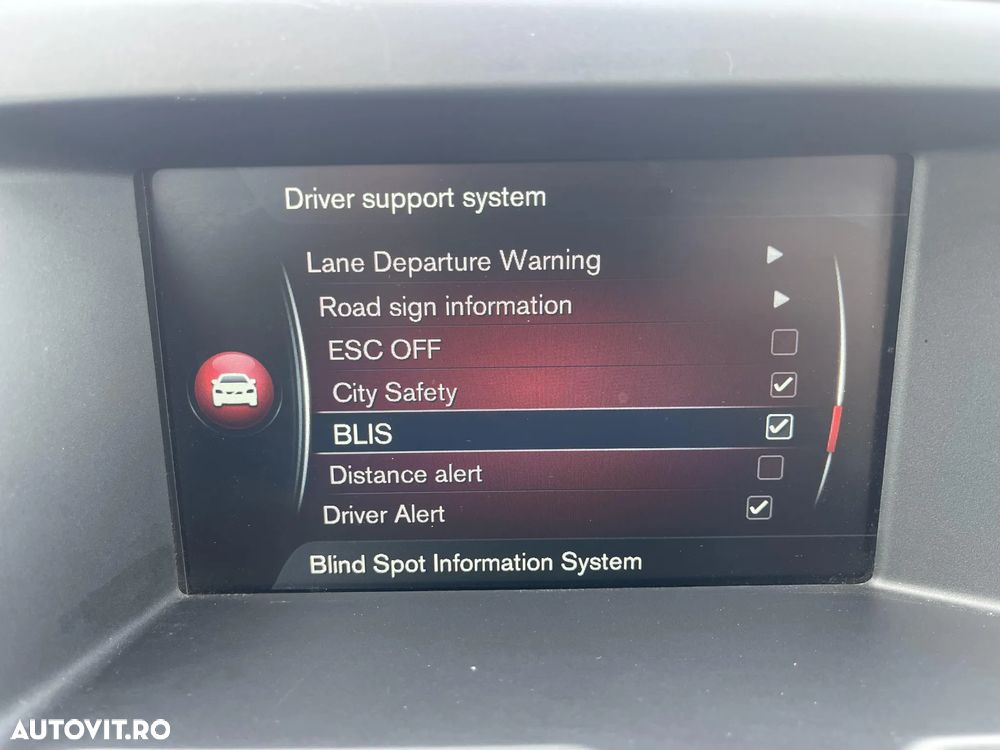 Driver support system
Lane Departure Warning
Road sign information
ESC OFF
City Safety
BLIS
Distance alert
Driver Alert
Blind Spot Information System
AUTOVIT.RO